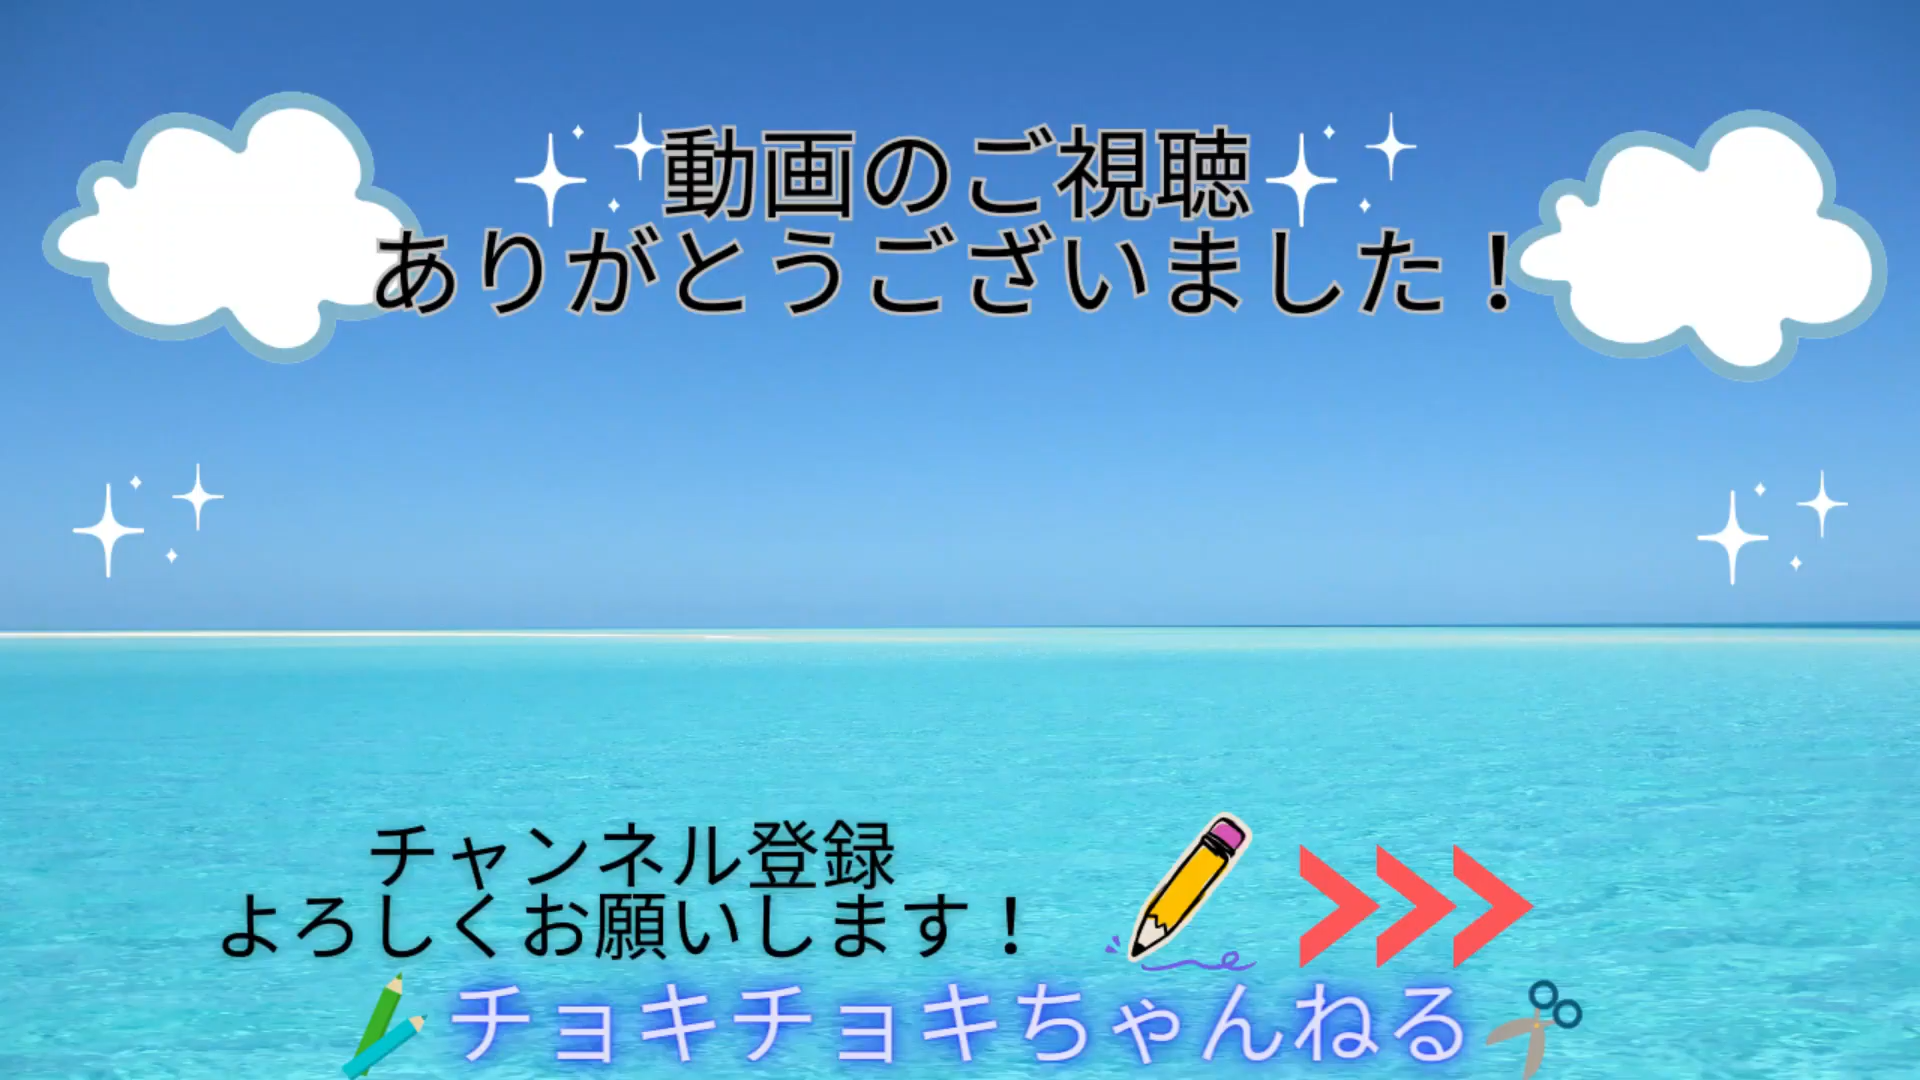 動画のご視聴
ありがとうございました！
チャンネル登録
よろしくお願いします！
チョキチョキちゃんねる